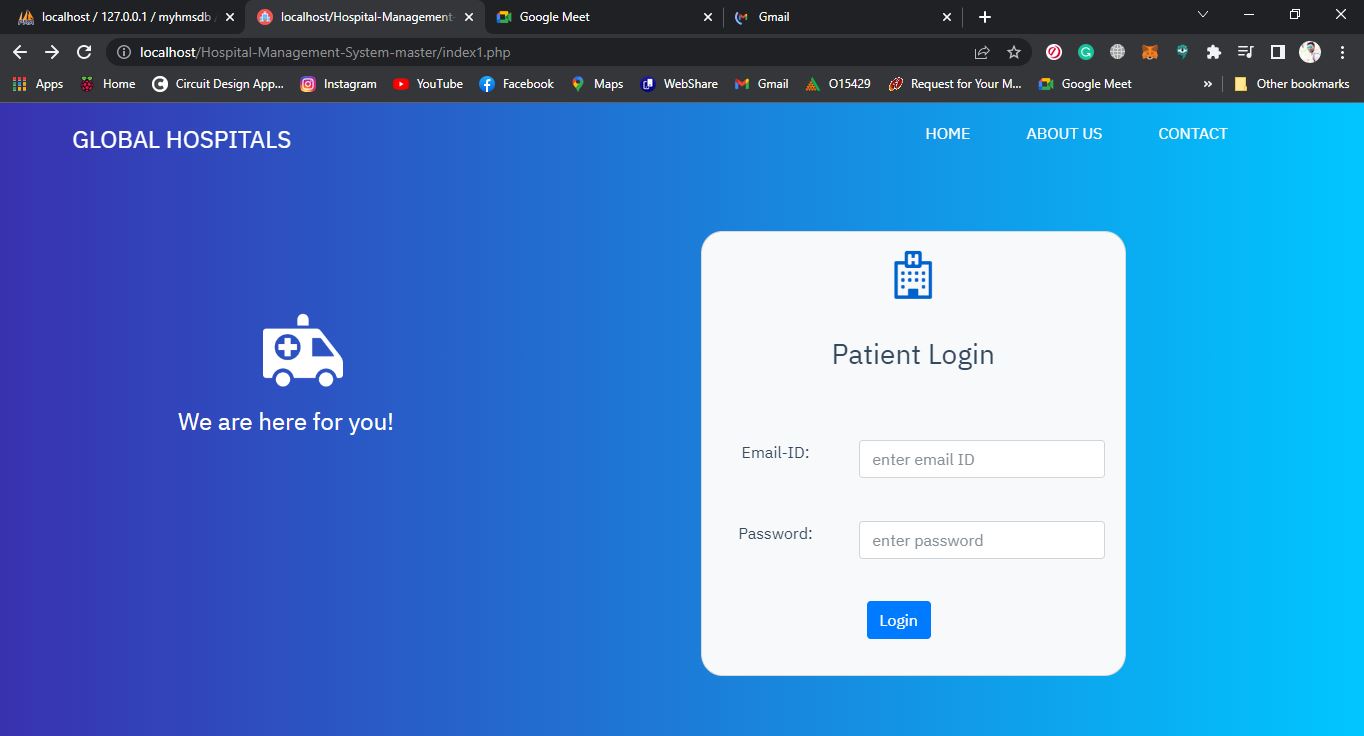 localhost / 127.0.0.1 / myhmsdb
localhost/Hospital-Management-
Google Meet
Gmail
localhost/Hospital-Management-System-master/index1.php
Apps Home Circuit Design App... Instagram YouTube Facebook Maps WebShare Gmail O15429 Request for Your M... Google Meet » Other bookmarks
GLOBAL HOSPITALS
HOME ABOUT US CONTACT
We are here for you!
H
Patient Login
Email-ID: enter email ID
Password: enter password
Login